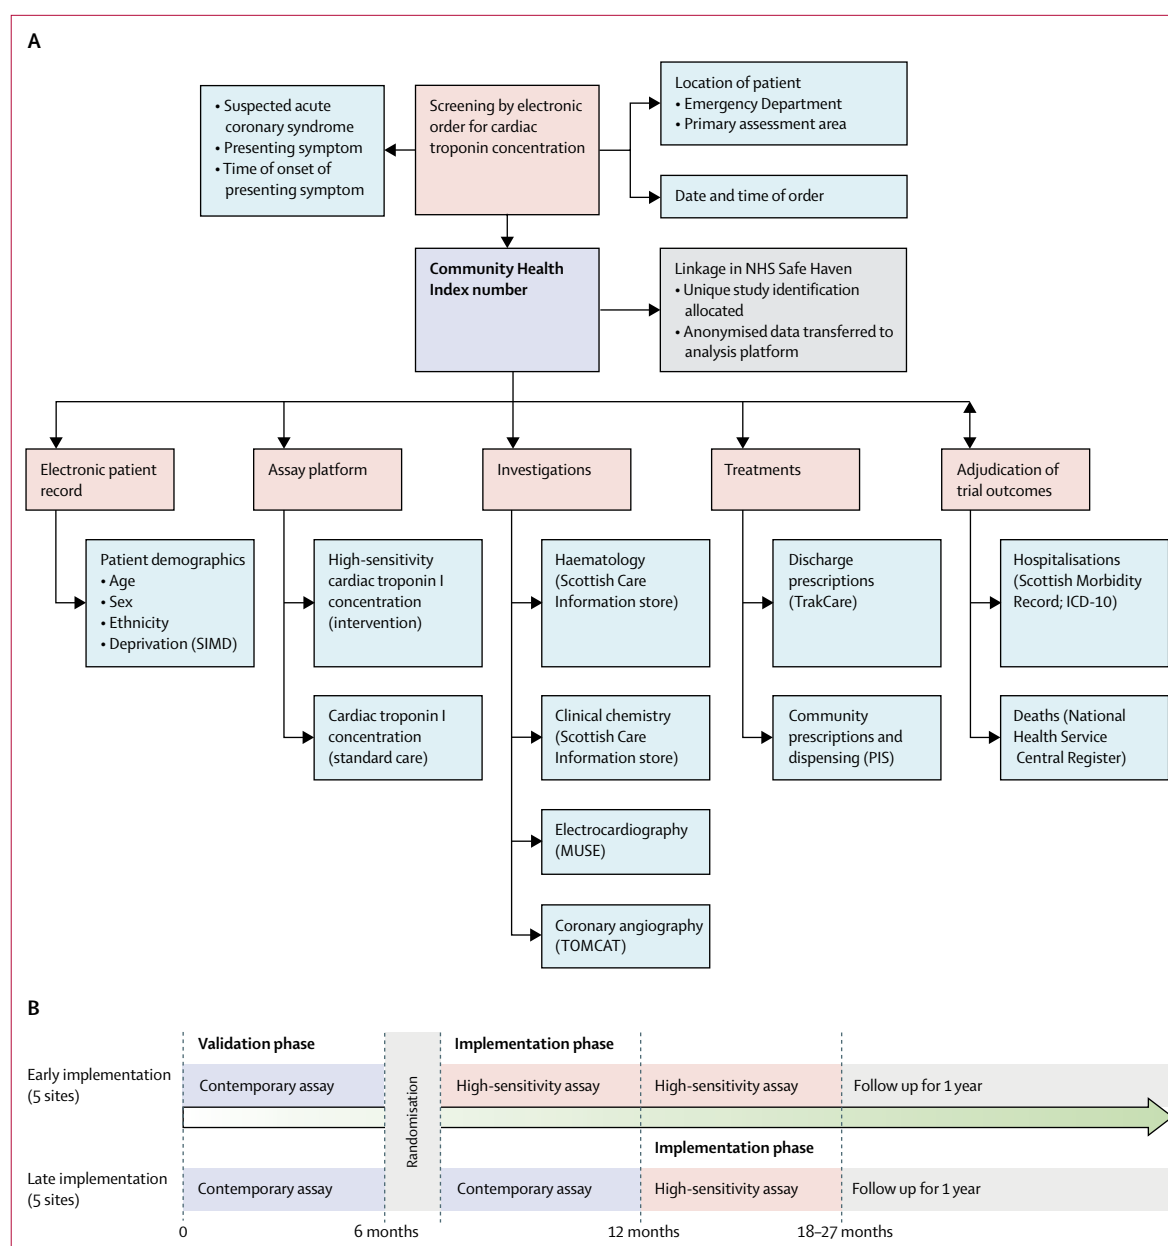 A
• Suspected acute
coronary syndrome
• Presenting symptom
• Time of onset of
presenting symptom
Screening by electronic
order for cardiac
troponin concentration
Location of patient
• Emergency Department
• Primary assessment area
Date and time of order
Community Health
Index number
Linkage in NHS Safe Haven
• Unique study identification
allocated
• Anonymised data transferred to
analysis platform
Electronic patient
record
Assay platform
Investigations
Treatments
Adjudication of
trial outcomes
Patient demographics
• Age
• Sex
• Ethnicity
• Deprivation (SIMD)
High-sensitivity
cardiac troponin I
concentration
(intervention)
Haematology
(Scottish Care
Information store)
Discharge
prescriptions
(TrakCare)
Hospitalisations
(Scottish Morbidity
Record; ICD-10)
Cardiac troponin I
concentration
(standard care)
Clinical chemistry
(Scottish Care
Information store)
Community
prescriptions and
dispensing (PIS)
Deaths (National
Health Service
Central Register)
Electrocardiography
(MUSE)
Coronary angiography
(TOMCAT)
B
Validation phase
Implementation phase
Early implementation
(5 sites)
Contemporary assay
Randomisation
High-sensitivity assay
High-sensitivity assay
Follow up for 1 year
Implementation phase
Late implementation
(5 sites)
Contemporary assay
Contemporary assay
High-sensitivity assay
Follow up for 1 year
0
6 months
12 months
18–27 months